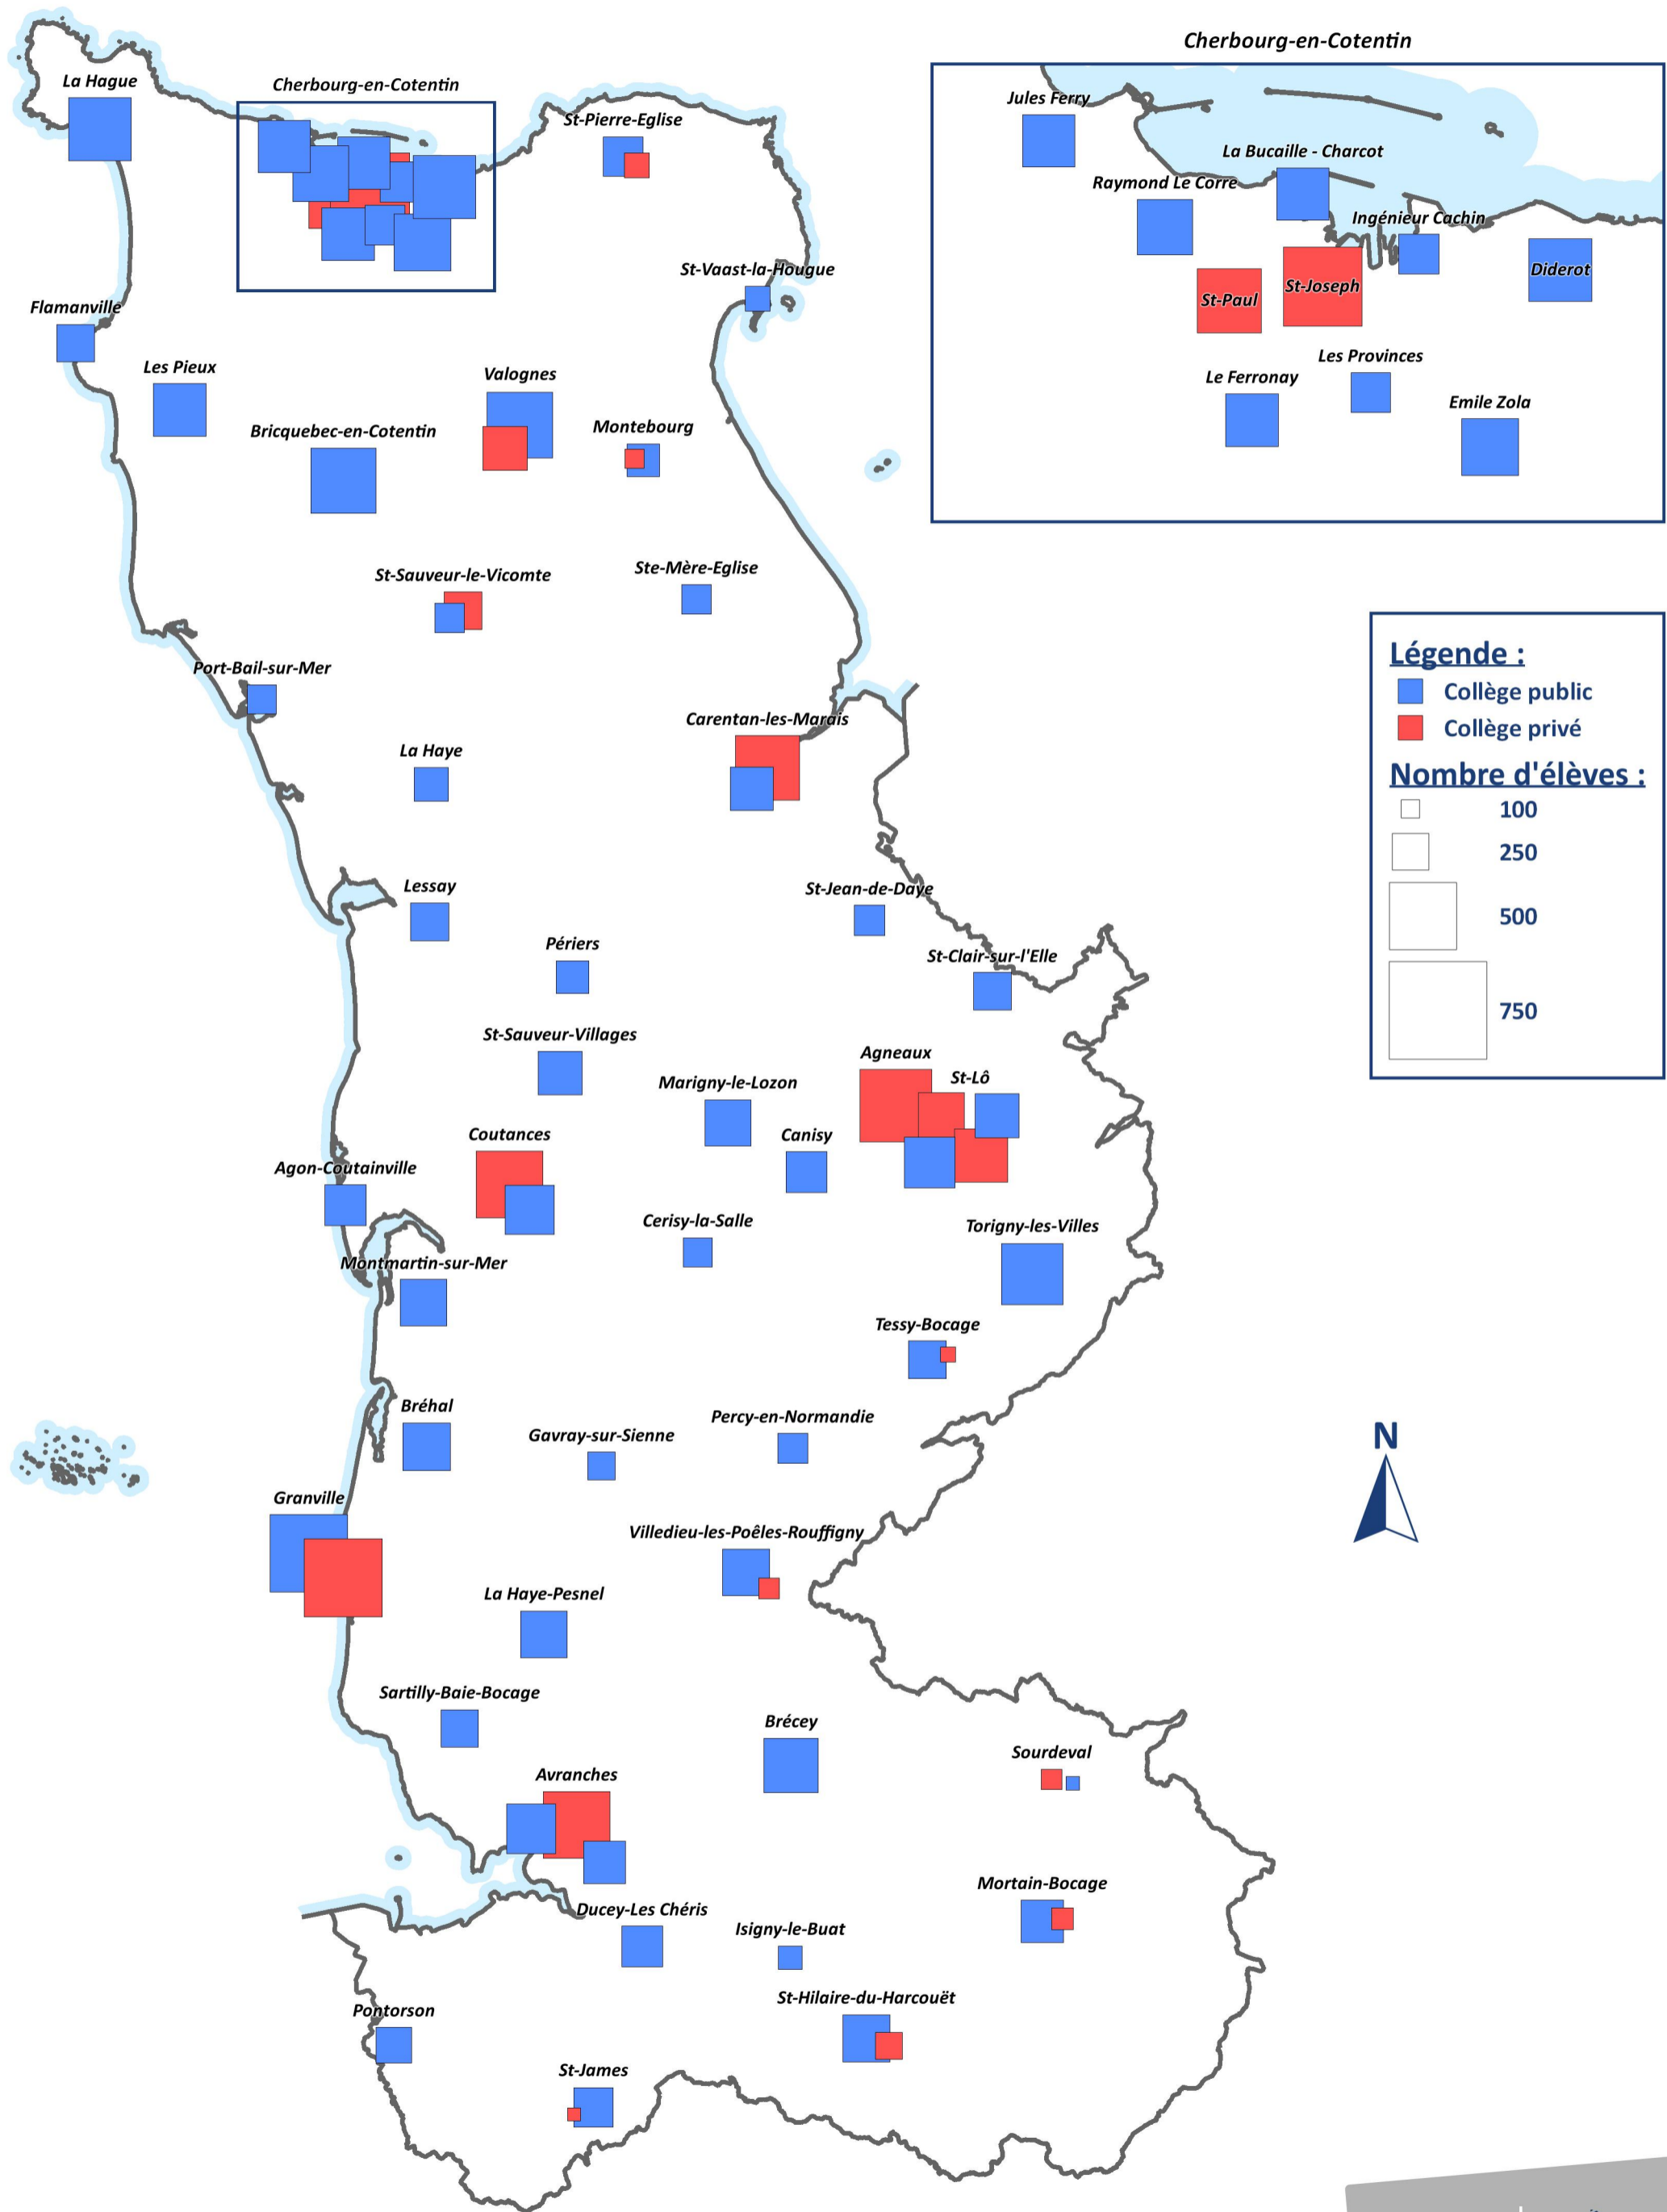 Cherbourg-en-Cotentin
La Hague
Cherbourg-en-Cotentin
St-Pierre-Eglise
Jules Ferry
La Bucaille - Charcot
Raymond Le Corre
Ingénieur Cachin
Diderot
St-Paul
St-Joseph
Les Provinces
Le Ferronay
Emile Zola
St-Vaast-la-Hougue
Flamanville
Les Pieux
Valognes
Bricquebec-en-Cotentin
Montebourg
St-Sauveur-le-Vicomte
Ste-Mère-Eglise
Légende :
Collège public
Collège privé
Nombre d'élèves :
100
250
500
750
Port-Bail-sur-Mer
Carentan-les-Marais
La Haye
Lessay
St-Jean-de-Daye
Périers
St-Clair-sur-l'Elle
St-Sauveur-Villages
Agneaux
St-Lô
Marigny-le-Lozon
Coutances
Canisy
Agon-Coutainville
Cerisy-la-Salle
Torigny-les-Villes
Montmartin-sur-Mer
Tessy-Bocage
Bréhal
Percy-en-Normandie
Gavray-sur-Sienne
N
Granville
Villedieu-les-Poêles-Rouffigny
La Haye-Pesnel
Sartilly-Baie-Bocage
Brécey
Sourdeval
Avranches
Mortain-Bocage
Ducey-Les Chéris
Isigny-le-Buat
St-Hilaire-du-Harcouët
Pontorson
St-James